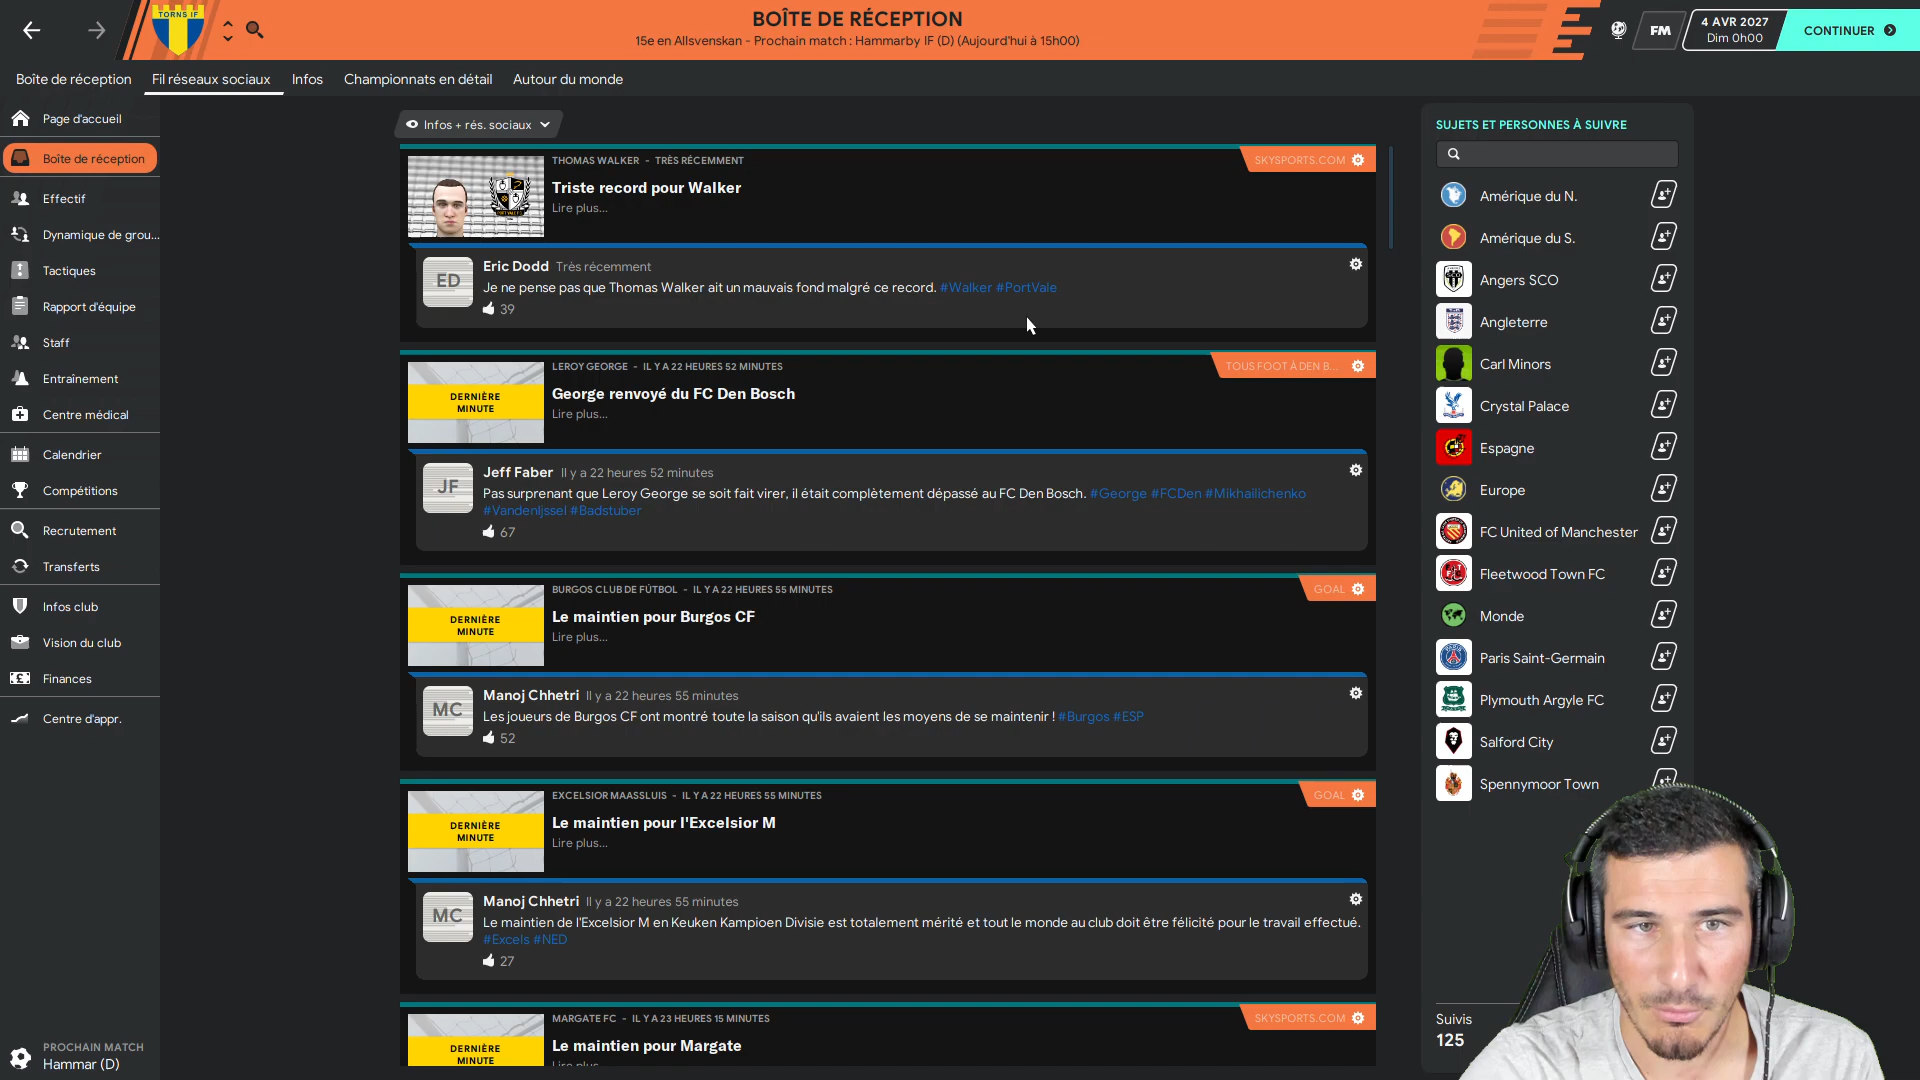 TORNS IF
BOÎTE DE RÉCEPTION
15e en Allsvenskan - Prochain match : Hammarby IF (D) (Aujourd'hui à 15h00)
FM
4 AVR 2027
Dim 0h00
CONTINUER
Boîte de réception
Fil réseaux sociaux
Infos
Championnats en détail
Autour du monde
Page d'accueil
Boîte de réception
Effectif
Dynamique de grou...
Tactiques
Rapport d'équipe
Staff
Entraînement
Centre médical
Calendrier
Compétitions
Recrutement
Transferts
Infos club
Vision du club
Finances
Centre d'appr.
PROCHAIN MATCH
Hammar (D)
Infos + rés. sociaux
THOMAS WALKER - TRÈS RÉCEMMENT
SKYSPORTS.COM
Triste record pour Walker
Lire plus...
ED
Eric Dodd Très récemment
Je ne pense pas que Thomas Walker ait un mauvais fond malgré ce record. #Walker #PortVale
39
LEROY GEORGE - IL Y A 22 HEURES 52 MINUTES
TOUS FOOT À DEN B...
DERNIÈRE
MINUTE
George renvoyé du FC Den Bosch
Lire plus...
JF
Jeff Faber Il y a 22 heures 52 minutes
Pas surprenant que Leroy George se soit fait virer, il était complètement dépassé au FC Den Bosch. #George #FCDen #Mikhailichenko
#VandenIjssel #Badstuber
67
BURGOS CLUB DE FÚTBOL - IL Y A 22 HEURES 55 MINUTES
GOAL
DERNIÈRE
MINUTE
Le maintien pour Burgos CF
Lire plus...
MC
Manoj Chhetri Il y a 22 heures 55 minutes
Les joueurs de Burgos CF ont montré toute la saison qu'ils avaient les moyens de se maintenir ! #Burgos #ESP
52
EXCELSIOR MAASSLUIS - IL Y A 22 HEURES 55 MINUTES
GOAL
DERNIÈRE
MINUTE
Le maintien pour l'Excelsior M
Lire plus...
MC
Manoj Chhetri Il y a 22 heures 55 minutes
Le maintien de l'Excelsior M en Keuken Kampioen Divisie est totalement mérité et tout le monde au club doit être félicité pour le travail effectué.
#Excels #NED
27
MARGATE FC - IL Y A 23 HEURES 15 MINUTES
SKYSPORTS.COM
DERNIÈRE
MINUTE
Le maintien pour Margate
Lire plus...
SUJETS ET PERSONNES À SUIVRE
Amérique du N.
Amérique du S.
Angers SCO
Angleterre
Carl Minors
Crystal Palace
Espagne
Europe
FC United of Manchester
Fleetwood Town FC
Monde
Paris Saint-Germain
Plymouth Argyle FC
Salford City
Spennymoor Town
Suivis
125